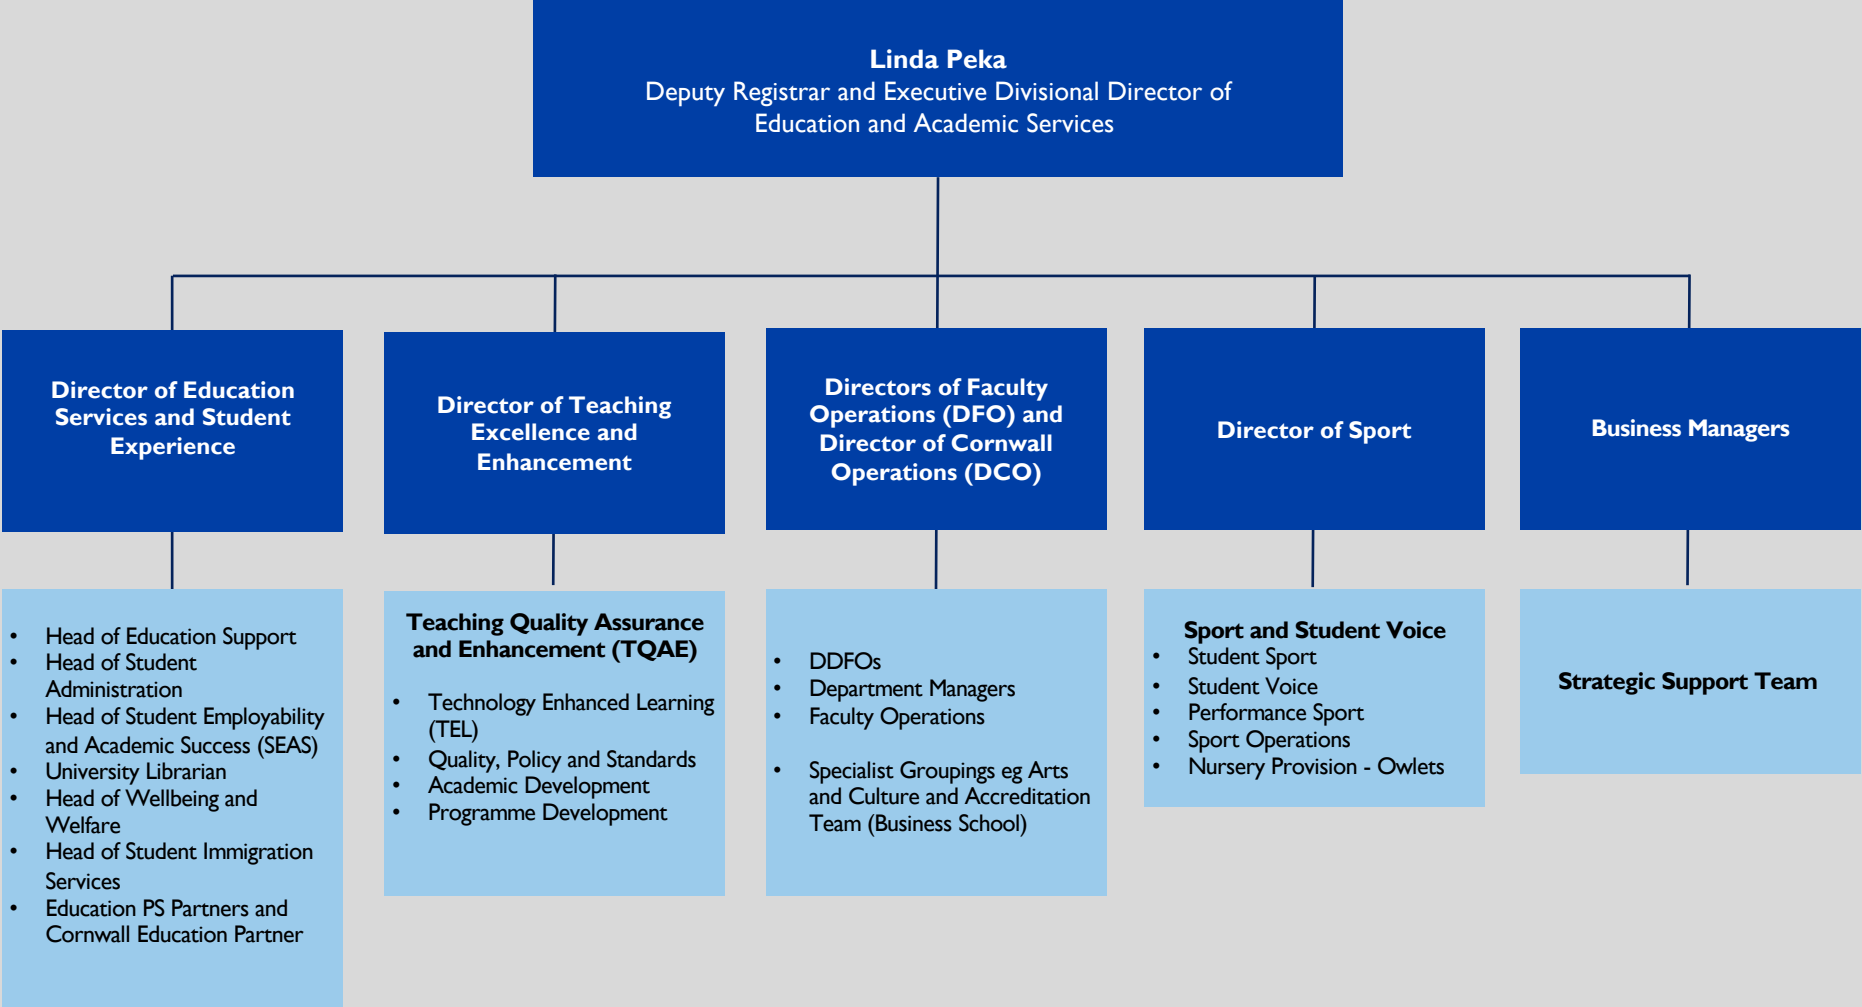 Linda Peka
Deputy Registrar and Executive Divisional Director of
Education and Academic Services
Director of Education
Services and Student
Experience
Director of Teaching
Excellence and
Enhancement
Directors of Faculty
Operations (DFO) and
Director of Cornwall
Operations (DCO)
Director of Sport
Business Managers
• Head of Education Support
• Head of Student
Administration
• Head of Student Employability
and Academic Success (SEAS)
• University Librarian
• Head of Wellbeing and
Welfare
• Head of Student Immigration
Services
• Education PS Partners and
Cornwall Education Partner
Teaching Quality Assurance
and Enhancement (TQAE)
• Technology Enhanced Learning
(TEL)
• Quality, Policy and Standards
• Academic Development
• Programme Development
• DDFOs
• Department Managers
• Faculty Operations
• Specialist Groupings eg Arts
and Culture and Accreditation
Team (Business School)
Sport and Student Voice
• Student Sport
• Student Voice
• Performance Sport
• Sport Operations
• Nursery Provision - Owlets
Strategic Support Team